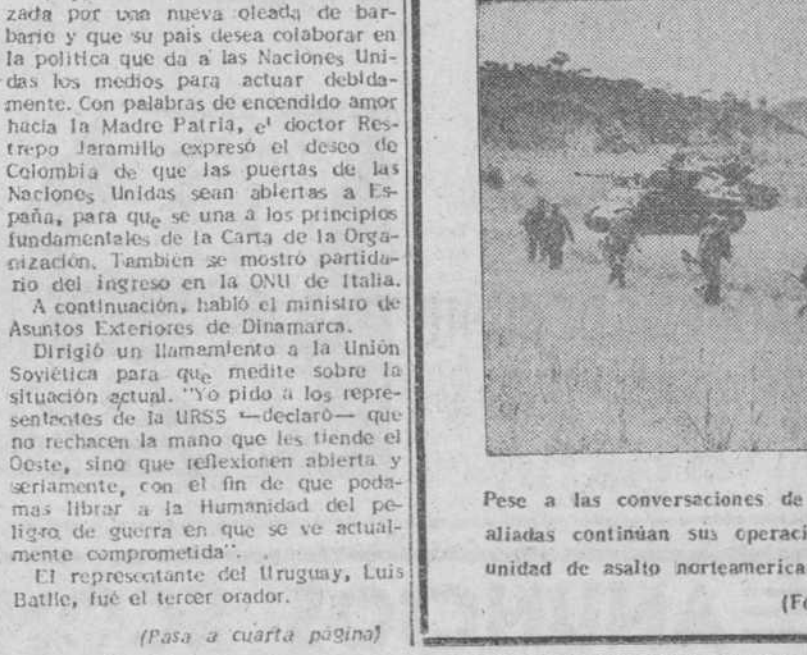 zada por una nueva oleada de bar-
barie y que su país desea colaborar en
la política que da a las Naciones Uni-
das los medios para actuar debida-
mente. Con palabras de encendido amor
hacia la Madre Patria, el doctor Res-
trepo Jaramillo expresó el deseo de
Colombia de que las puertas de las
Naciones Unidas sean abiertas a Es-
paña, para que se una a los principios
fundamentales de la Carta de la Orga-
nización. También se mostró partida-
rio del ingreso en la ONU de Italia.
A continuación, habló el ministro de
Asuntos Exteriores de Dinamarca.
Dirigió un llamamiento a la Unión
Soviética para que medite sobre la
situación actual. "Yo pido a los repre-
sentantes de la URSS —declaró— que
no rechacen la mano que les tiende el
Oeste, sino que reflexionen abierta y
seriamente, con el fin de que poda-
mas librar a la Humanidad del pe-
ligro de guerra en que se ve actual-
mente comprometida".
El representante del Uruguay, Luis
Batlle, fué el tercer orador.
(Pasa a cuarta página)
Pese a las conversaciones de
aliadas continúan sus operaci
unidad de asalto norteamerica
(Fo